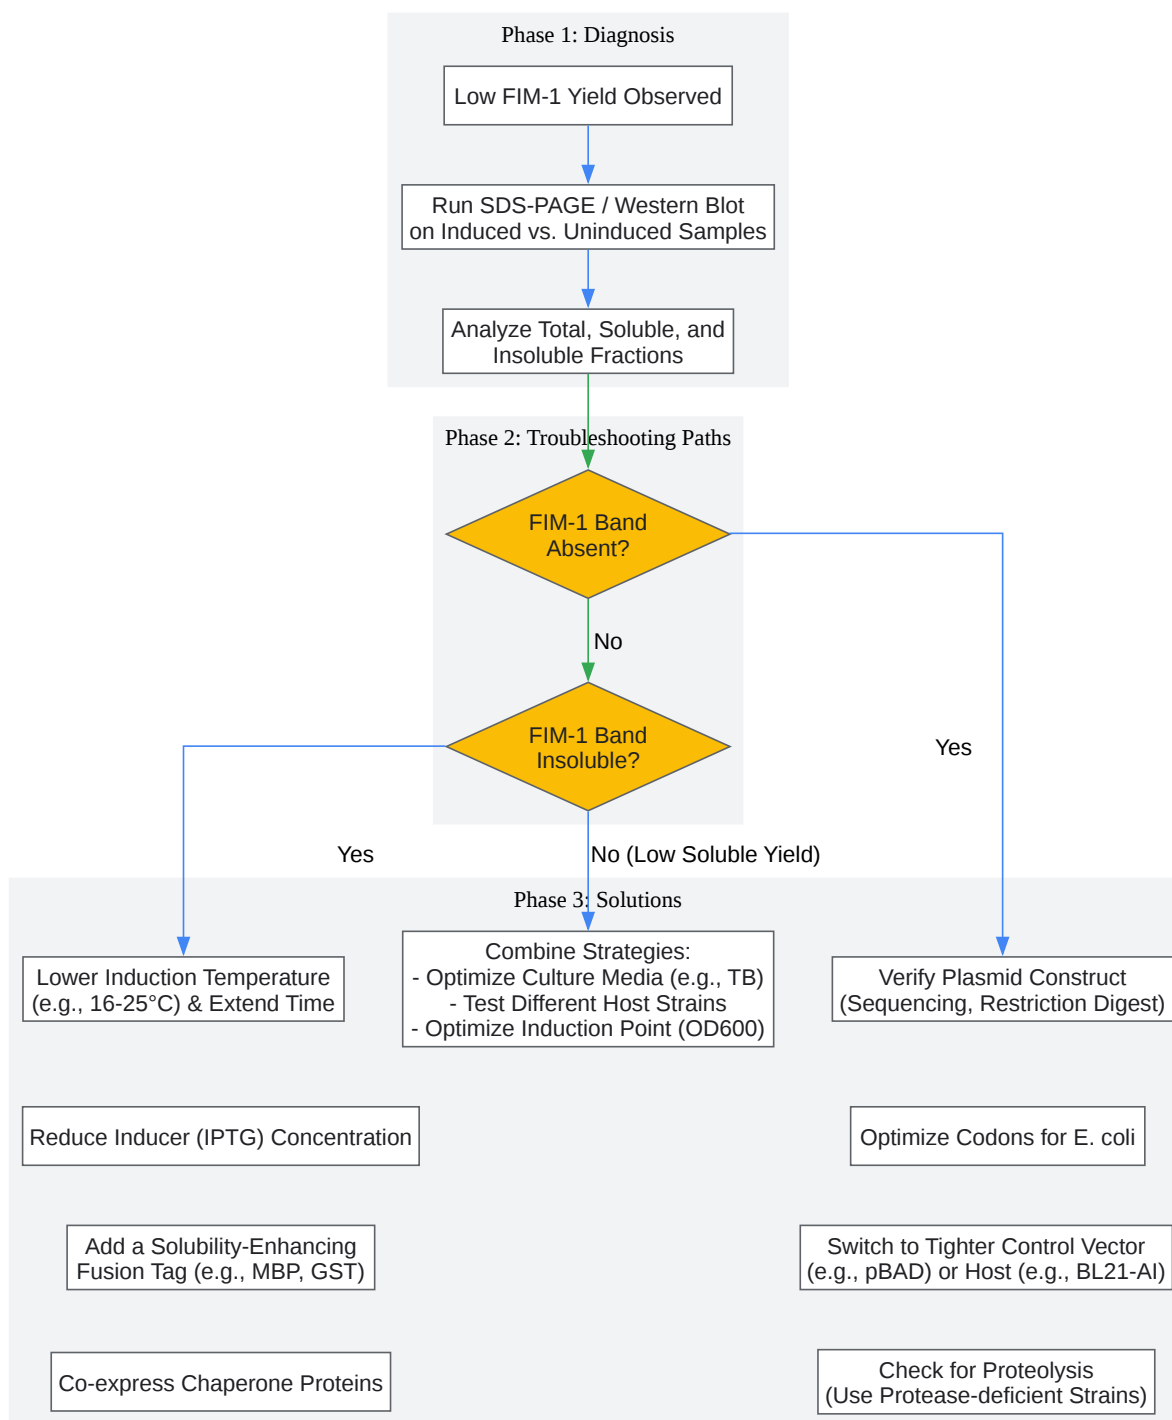 Phase 1: Diagnosis
Low FIM-1 Yield Observed
Run SDS-PAGE / Western Blot
on Induced vs. Uninduced Samples
Analyze Total, Soluble, and
Insoluble Fractions
Phase 2: Troubleshooting Paths
FIM-1 Band
Absent?
No
FIM-1 Band
Insoluble?
Yes
Yes
No (Low Soluble Yield)
Phase 3: Solutions
Lower Induction Temperature
(e.g., 16-25°C) & Extend Time
Combine Strategies:
- Optimize Culture Media (e.g., TB)
- Test Different Host Strains
- Optimize Induction Point (OD600)
Verify Plasmid Construct
(Sequencing, Restriction Digest)
Reduce Inducer (IPTG) Concentration
Optimize Codons for E. coli
Add a Solubility-Enhancing
Fusion Tag (e.g., MBP, GST)
Switch to Tighter Control Vector
(e.g., pBAD) or Host (e.g., BL21-AI)
Co-express Chaperone Proteins
Check for Proteolysis
(Use Protease-deficient Strains)